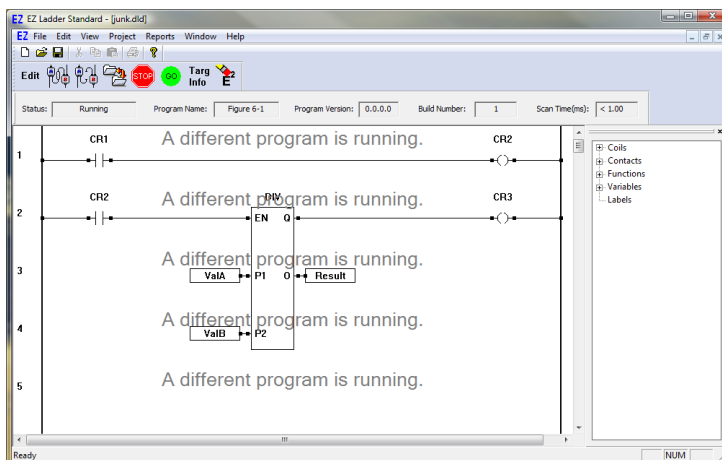 EZ EZ Ladder Standard - [junk.dld]
EZ File Edit View Project Reports Window Help
Edit STOP GO Targ Info E²
Status: Running Program Name: Figure 6-1 Program Version: 0.0.0.0 Build Number: 1 Scan Time(ms): < 1.00
CR1 A different program is running. CR2
1
Coils
Contacts
Functions
Variables
Labels
CR2 A different program is running. CR3
DIV
2
EN Q
A different program is running.
3 ValA P1 O Result
A different program is running.
4 ValB P2
A different program is running.
5
Ready NUM